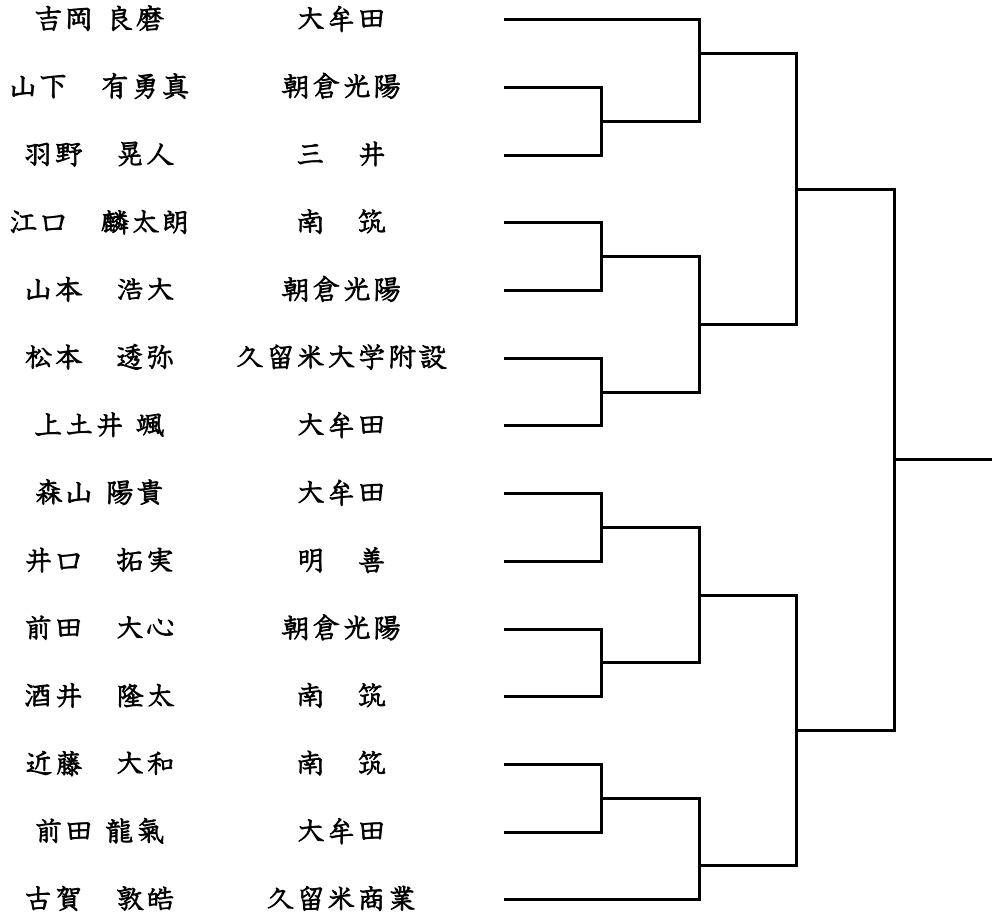 吉岡 良磨 大牟田
山下 有勇真 朝倉光陽
羽野 晃人 三 井
江口 麟太朗 南 筑
山本 浩大 朝倉光陽
松本 透弥 久留米大学附設
上土井 颯 大牟田
森山 陽貴 大牟田
井口 拓実 明 善
前田 大心 朝倉光陽
酒井 隆太 南 筑
近藤 大和 南 筑
前田 龍氣 大牟田
古賀 敦皓 久留米商業